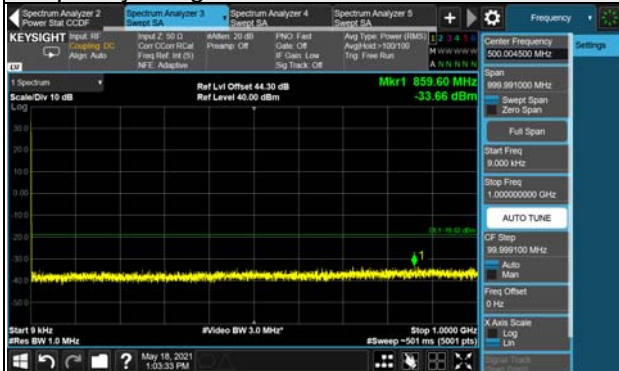 Spectrum Analyzer 2
Power Stat CCDF
Spectrum Analyzer 3
Swept SA
Spectrum Analyzer 4
Swept SA
Spectrum Analyzer 5
Swept SA
+
Frequency
KEYSIGHT
Input: RF
Coupling: DC
Align: Auto
Input Z: 50 Ω
Corr CCorr RCal
Freq Ref: Int (S)
NFE: Adaptive
#Atten: 20 dB
Preamp: Off
PNO: Fast
Gate: Off
IF Gain: Low
Sig Track: Off
Avg Type: Power (RMS)
Avg|Hold:>100/100
Trig: Free Run
1 2 3 4 5 6
M W W W W W
A N N N N N
1 Spectrum
Scale/Div 10 dB
Log
Ref Lvl Offset 44.30 dB
Ref Level 40.00 dBm
Mkr1 859.60 MHz
-33.66 dBm
30.0
20.0
10.0
0.00
-10.0
-20.0
-30.0
-40.0
-50.0
1
Start 9 kHz
#Res BW 1.0 MHz
#Video BW 3.0 MHz*
Stop 1.0000 GHz
#Sweep ~501 ms (5001 pts)
May 18, 2021
1:03:33 PM
Settings
Center Frequency
500.004500 MHz
Span
999.991000 MHz
Swept Span
Zero Span
Full Span
Start Freq
9.000 kHz
Stop Freq
1.000000000 GHz
AUTO TUNE
CF Step
99.999100 MHz
Auto
Man
Freq Offset
0 Hz
X Axis Scale
Log
Lin
Signal Track